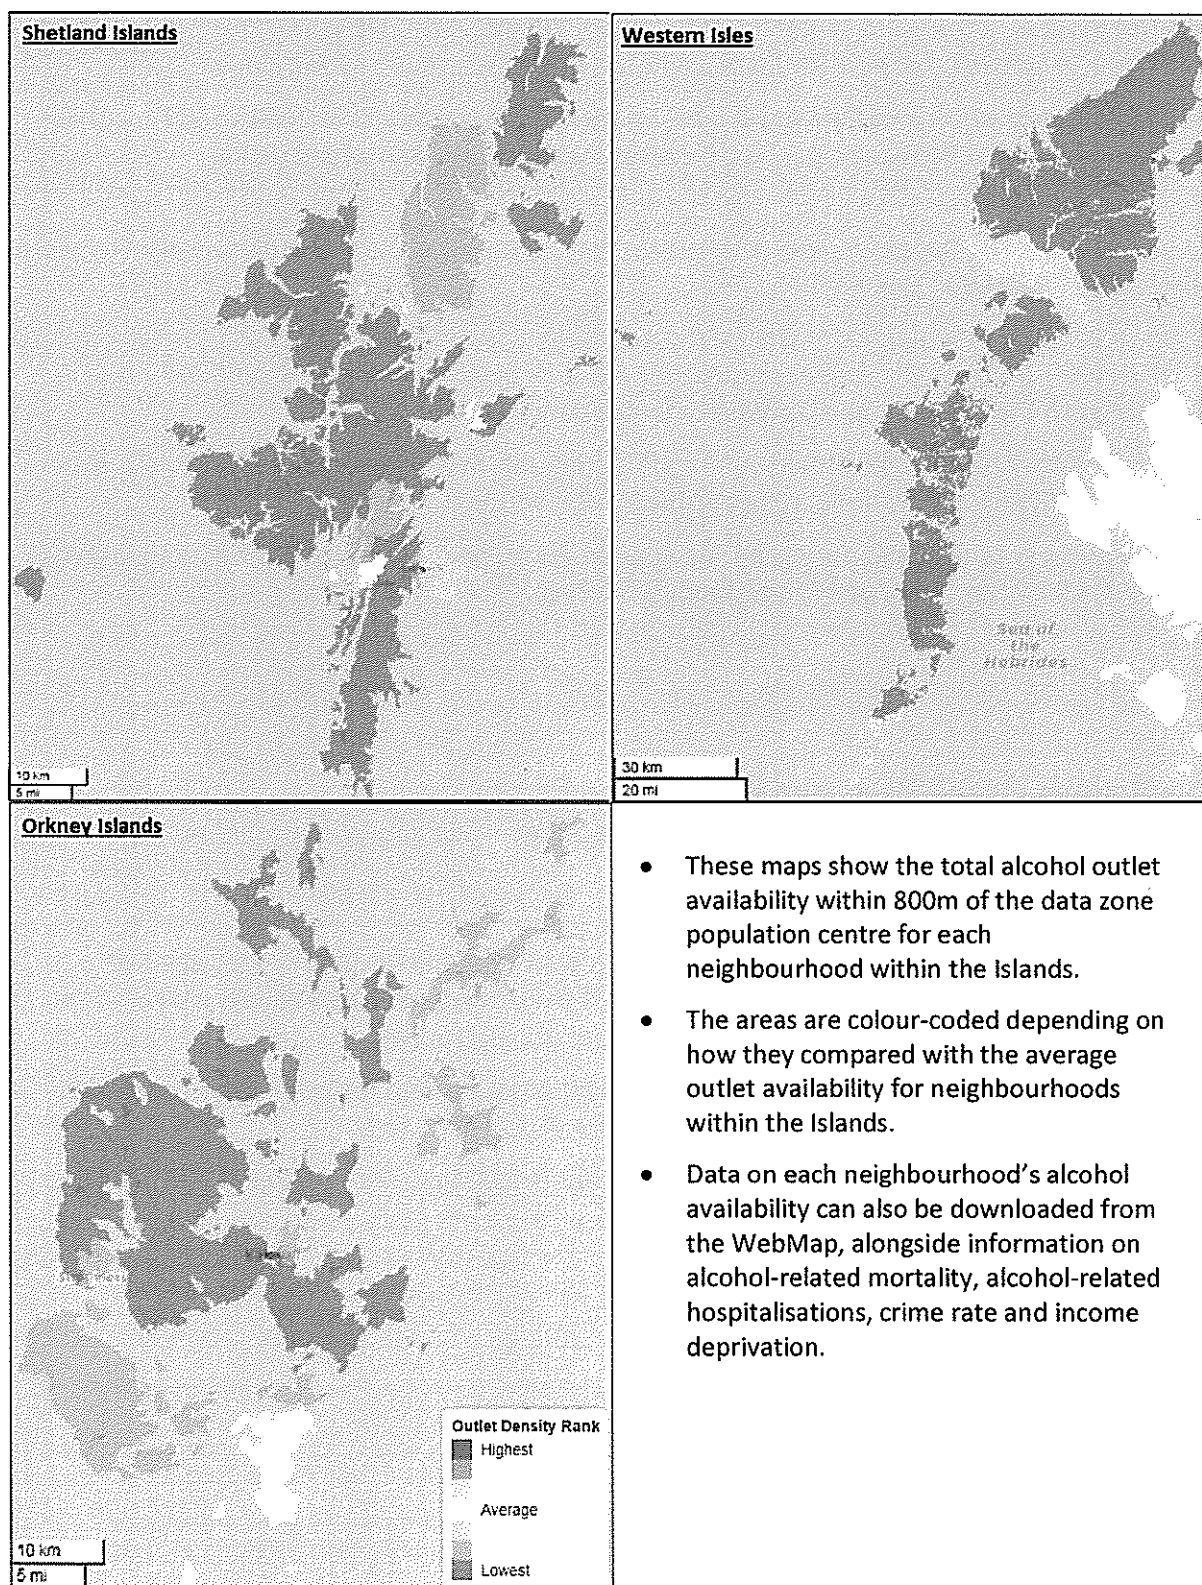 Shetland Islands
10 km
5 mi
Western Isles
Sea of
the
Hebrides
30 km
20 mi
Orkney Islands
10 km
5 mi
Outlet Density Rank
Highest
Average
Lowest
• These maps show the total alcohol outlet
availability within 800m of the data zone
population centre for each
neighbourhood within the Islands.
• The areas are colour-coded depending on
how they compared with the average
outlet availability for neighbourhoods
within the Islands.
• Data on each neighbourhood's alcohol
availability can also be downloaded from
the WebMap, alongside information on
alcohol-related mortality, alcohol-related
hospitalisations, crime rate and income
deprivation.